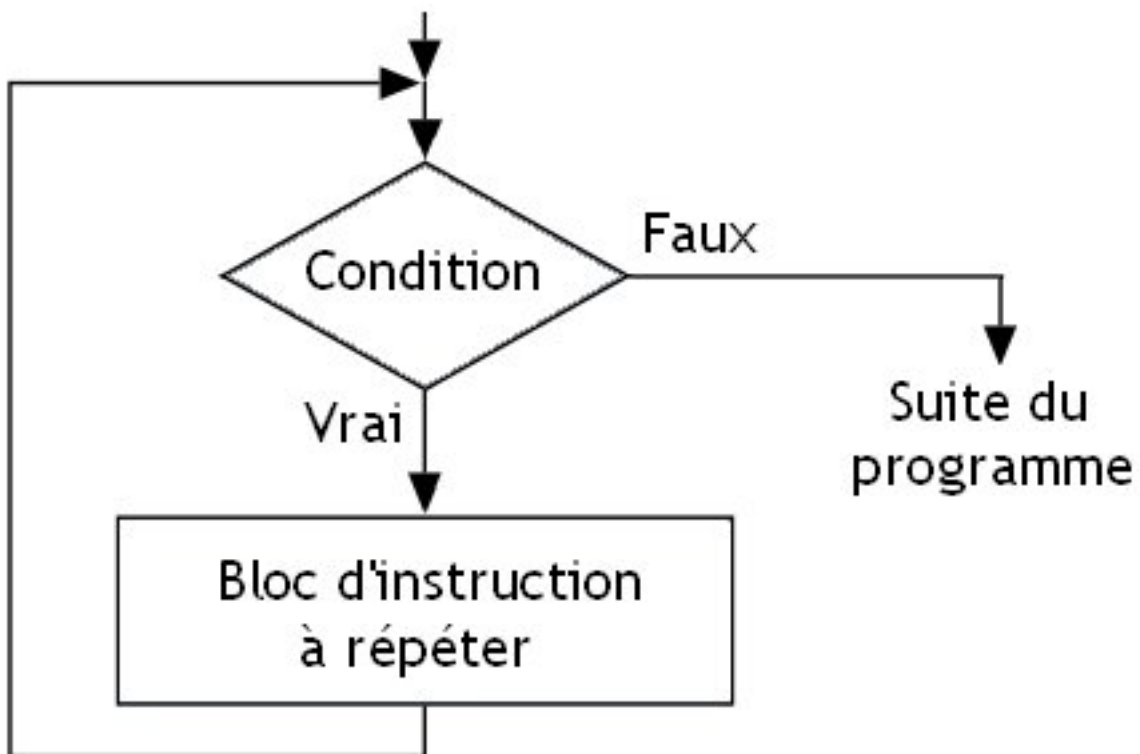 Condition
Faux
Vrai
Suite du
programme
Bloc d'instruction
à répéter